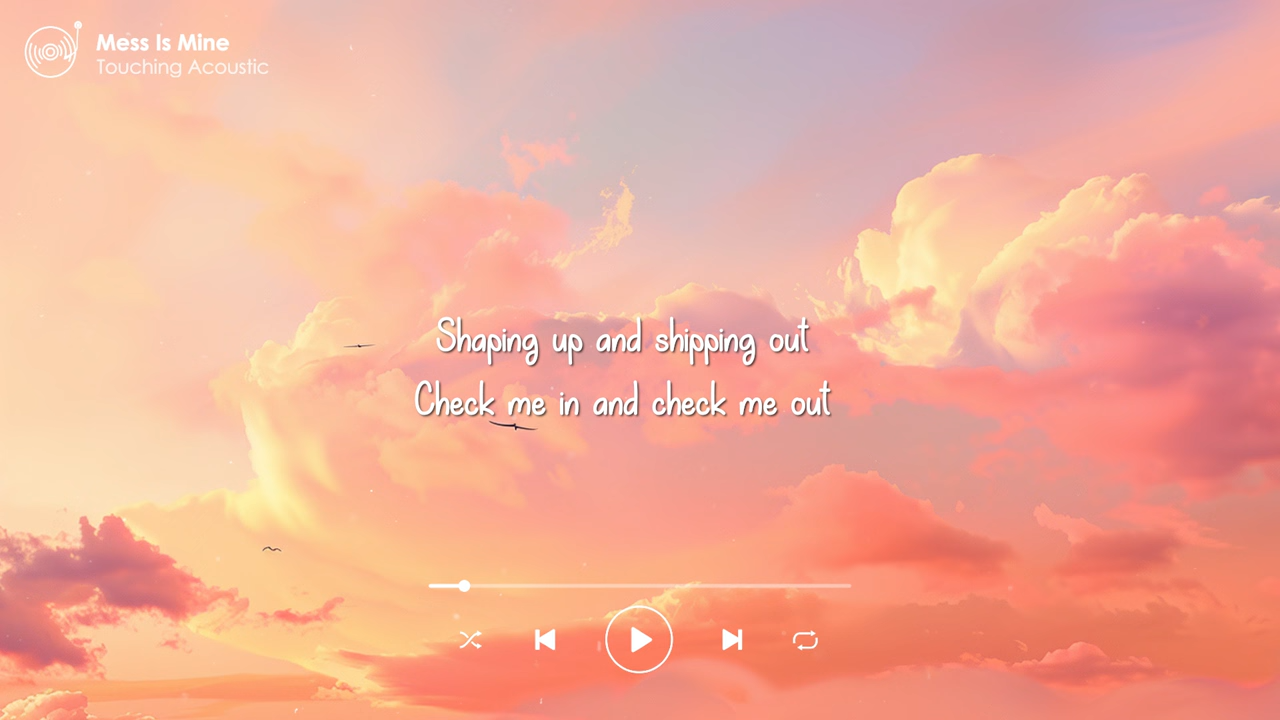 Mess Is Mine
Touching Acoustic
Shaping up and shipping out
Check me in and check me out